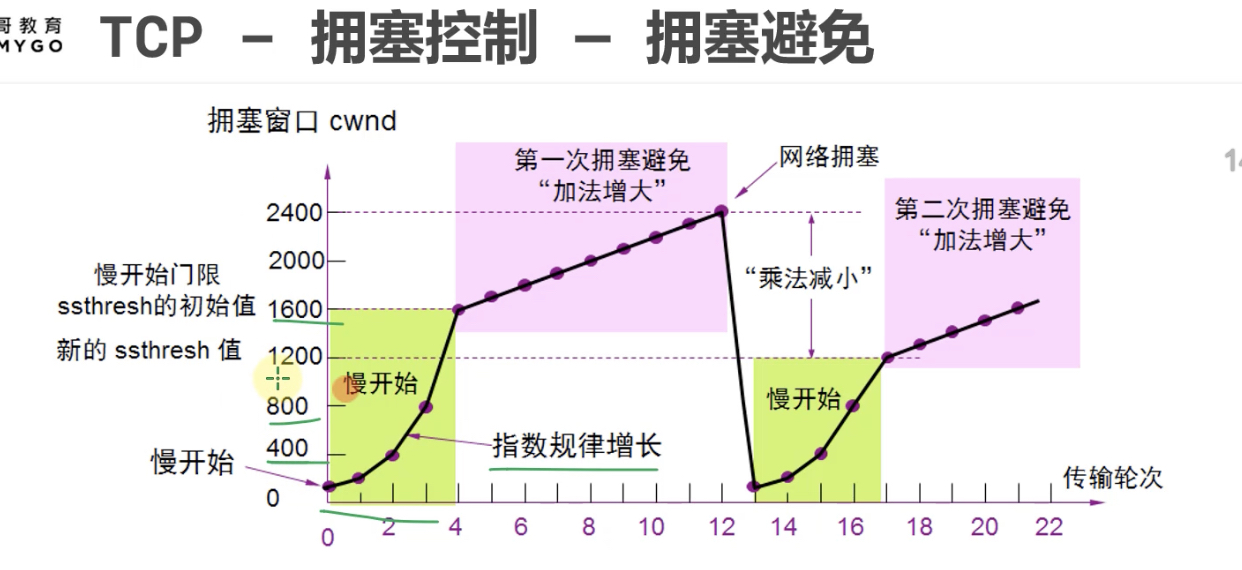 哥教育
MYGO
TCP - 拥塞控制 - 拥塞避免
拥塞窗口 cwnd
第一次拥塞避免
“加法增大”
网络拥塞
14
第二次拥塞避免
“加法增大”
2400
2000
1600
1200
800
400
0
慢开始门限
ssthresh的初始值
新的 ssthresh 值
“乘法减小”
慢开始
慢开始
指数规律增长
慢开始
传输轮次
0 2 4 6 8 10 12 14 16 18 20 22